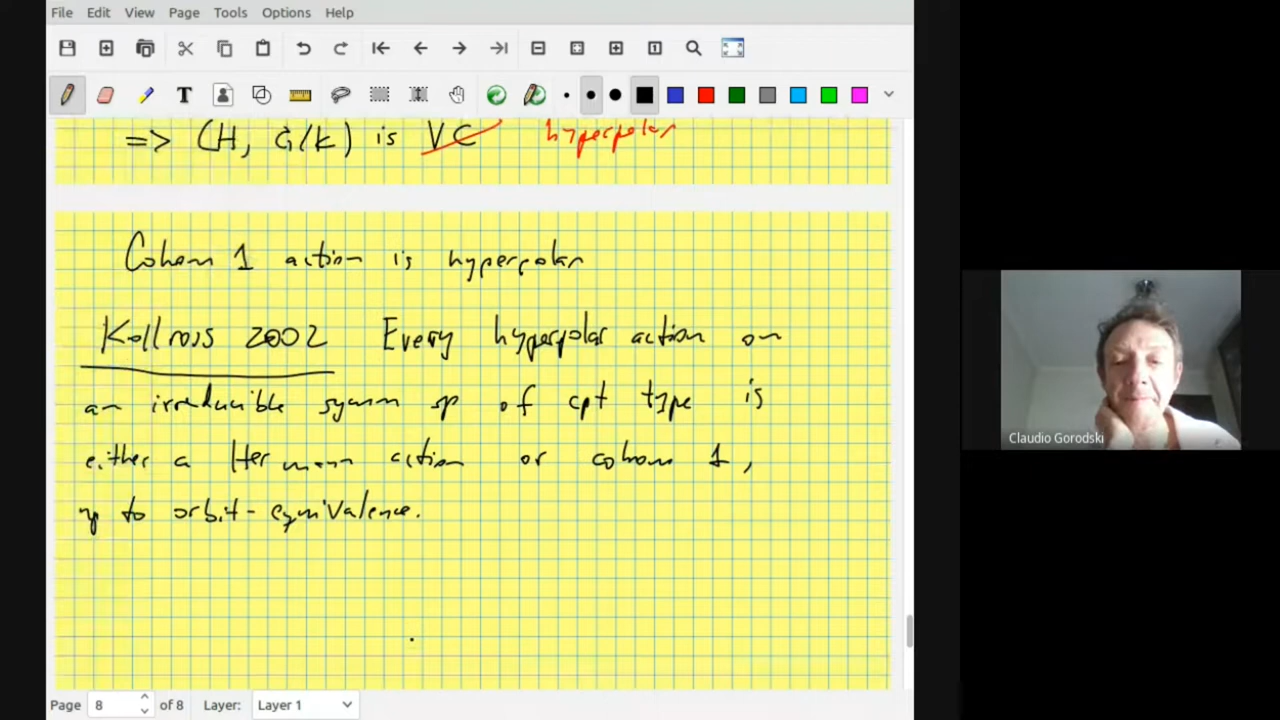 File Edit View Page Tools Options Help
=> (H, G/K) is VC hyperpolar
Cohom 1 action is hyperpolar
Kollross 2002 Every hyperpolar action on
an irreducible symm sp of cpt type is
either a Hermann action or cohom 1,
up to orbit-equivalence.
Claudio Gorodski
Page 8 of 8 Layer: Layer 1